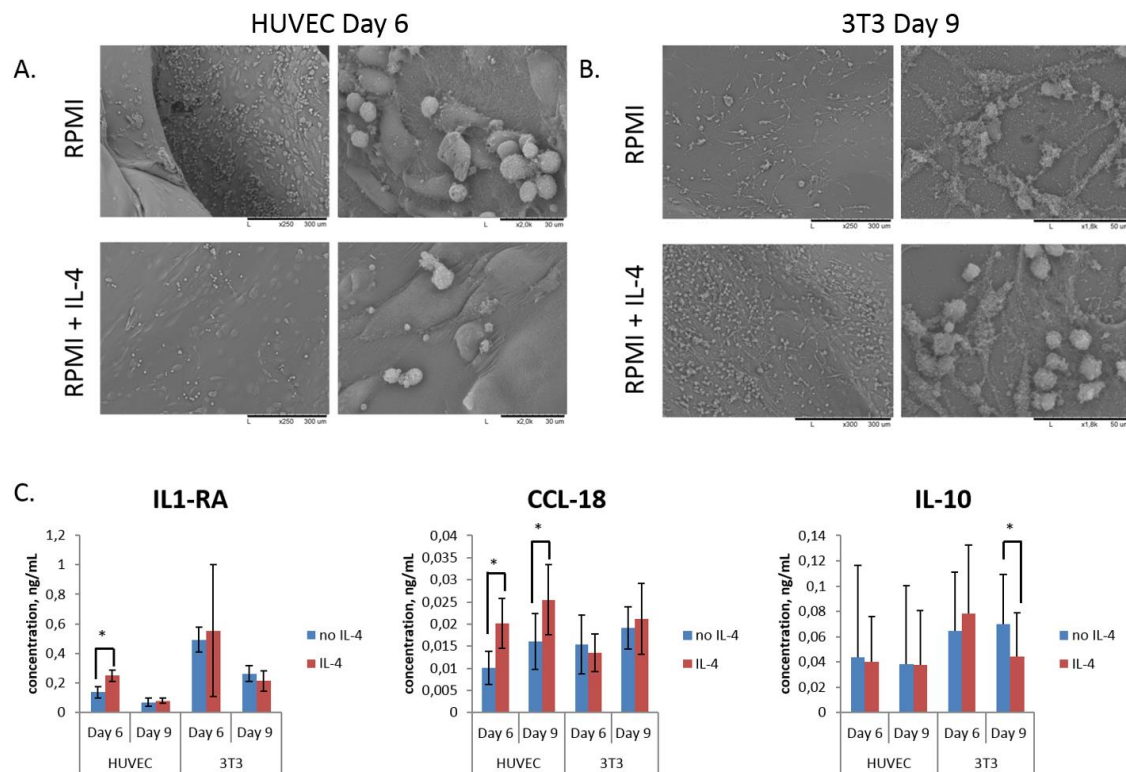 HUVEC Day 6
3T3 Day 9
A.
B.
RPMI
L x250 300 um
L x2,0k 30 um
RPMI
L x250 300 um
L x1,8k 50 um
RPMI + IL-4
L x250 300 um
L x2,0k 30 um
RPMI + IL-4
L x300 300 um
L x1,8k 50 um
C.
IL1-RA
concentration, ng/mL
1,2
1
0,8
0,6
0,4
0,2
0
*
no IL-4
IL-4
Day 6 Day 9 Day 6 Day 9
HUVEC 3T3
CCL-18
concentration, ng/mL
0,04
0,035
0,03
0,025
0,02
0,015
0,01
0,005
0
*
*
no IL-4
IL-4
Day 6 Day 9 Day 6 Day 9
HUVEC 3T3
IL-10
concentration, ng/mL
0,14
0,12
0,1
0,08
0,06
0,04
0,02
0
*
no IL-4
IL-4
Day 6 Day 9 Day 6 Day 9
HUVEC 3T3